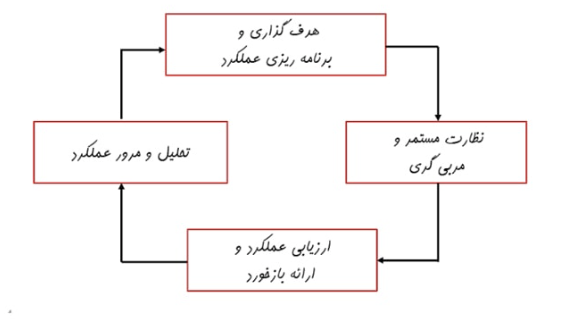 هدف گذاری و
برنامه ریزی عملکرد
نظارت مستمر و
مربی گری
ارزیابی عملکرد و
ارائه بازخورد
تحلیل و مرور عملکرد